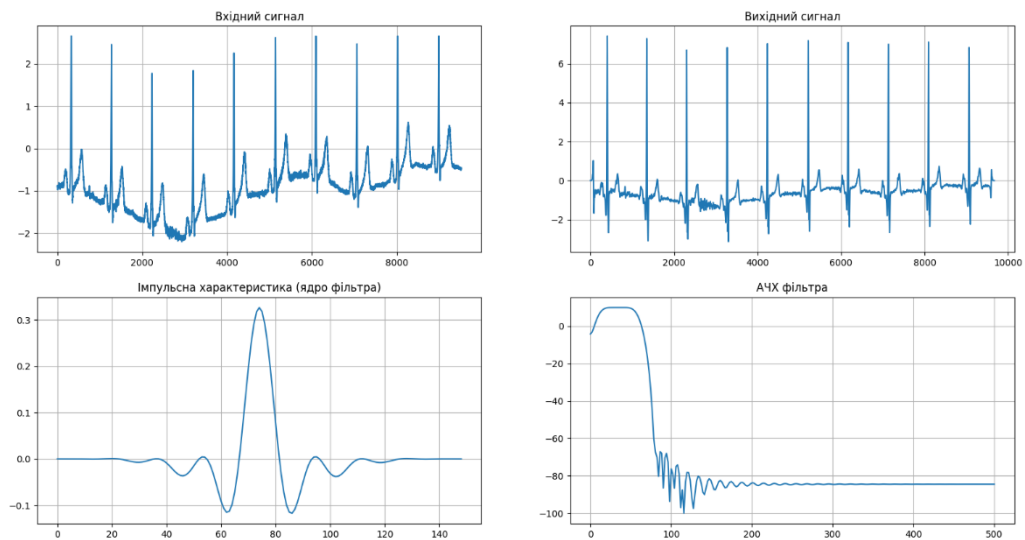 Вхідний сигнал
2
1
0
−1
−2
0 2000 4000 6000 8000
Вихідний сигнал
6
4
2
0
−2
0 2000 4000 6000 8000 10000
Імпульсна характеристика (ядро фільтра)
0.3
0.2
0.1
0.0
−0.1
0 20 40 60 80 100 120 140
АЧХ фільтра
0
−20
−40
−60
−80
−100
0 100 200 300 400 500